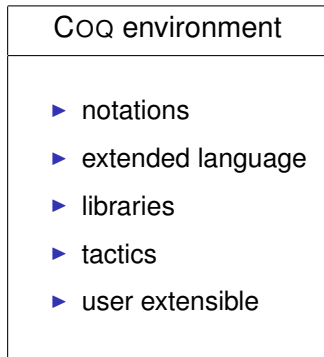 COQ environment
notations
extended language
libraries
tactics
user extensible